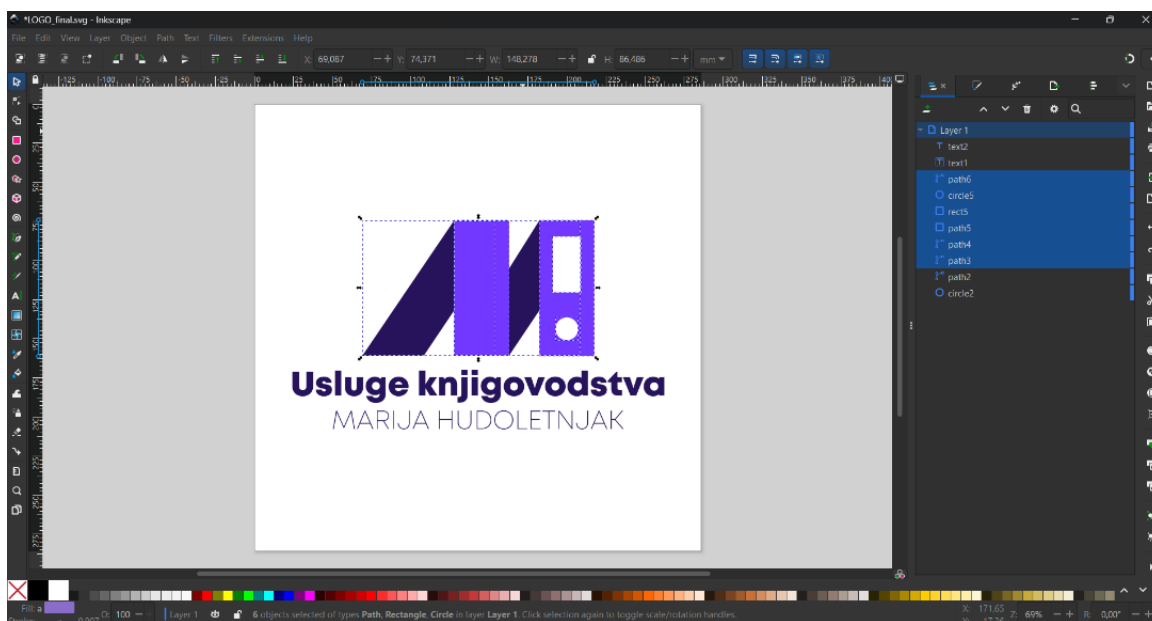 *LOGO_final.svg - Inkscape
File Edit View Layer Object Path Text Filters Extensions Help
X: 69,087 Y: 74,371 W: 148,278 H: 86,486 mm
Layer 1
text2
text1
path6
circle5
rect5
path5
path4
path3
path2
circle2
Usluge knjigovodstva
MARIJA HUDOLETNJAK
Fill: a O: 100 Layer 1 6 objects selected of types Path, Rectangle, Circle in layer Layer 1. Click selection again to toggle scale/rotation handles. X: 171,65 Z: 69% R: 0,00°